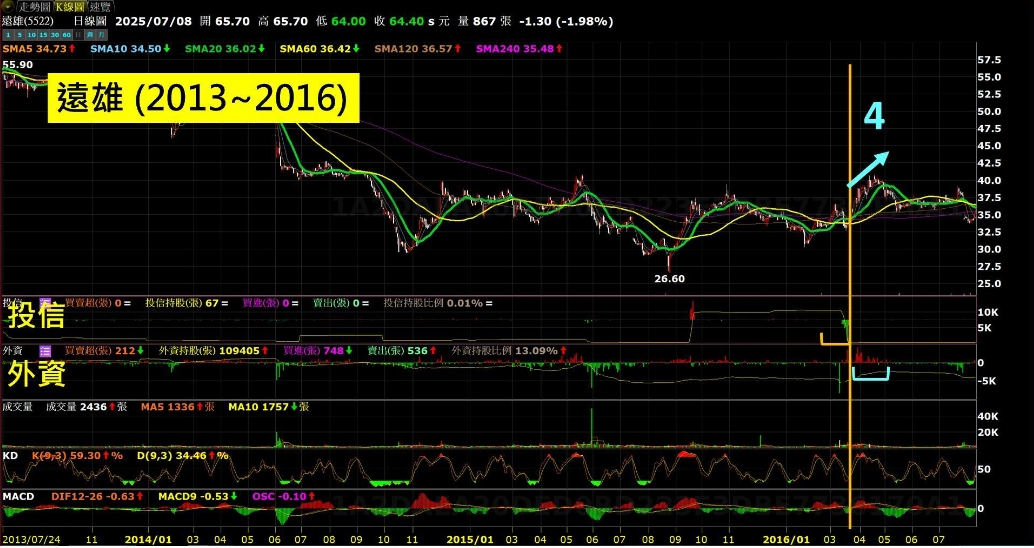 走勢圖 K線圖 速覽
遠雄(5522) 日線圖 2025/07/08 開 65.70 高 65.70 低 64.00 收 64.40 s 元 量 867 張 -1.30 (-1.98%)
1 5 10 15 30 60 日 週 月
SMA5 34.73↑ SMA10 34.50↓ SMA20 36.02↓ SMA60 36.42↓ SMA120 36.57↑ SMA240 35.48↑
57.5
55.90
55.0
遠雄 (2013~2016)
52.5
50.0
4
47.5
45.0
42.5
40.0
37.5
35.0
32.5
30.0
27.5
26.60
25.0
投信 買賣超(張) 0 = 投信持股(張) 67 = 買進(張) 0 = 賣出(張) 0 = 投信持股比例 0.01% =
投信
10K
5K
外資 買賣超(張) 212↓ 外資持股(張) 109405↑ 買進(張) 748↓ 賣出(張) 536↑ 外資持股比例 13.09%↑
外資
0
-5K
成交量 成交量 2436↑張 MA5 1336↑張 MA10 1757↓張
40K
20K
KD K(9,3) 59.30↑% D(9,3) 34.46↑%
50
MACD DIF12-26 -0.63↑ MACD9 -0.53↓ OSC -0.10↑
0
2013/07/24 11 2014/01 03 04 05 06 07 08 09 10 11 2015/01 03 04 05 06 07 08 09 10 11 2016/01 03 04 05 06 07